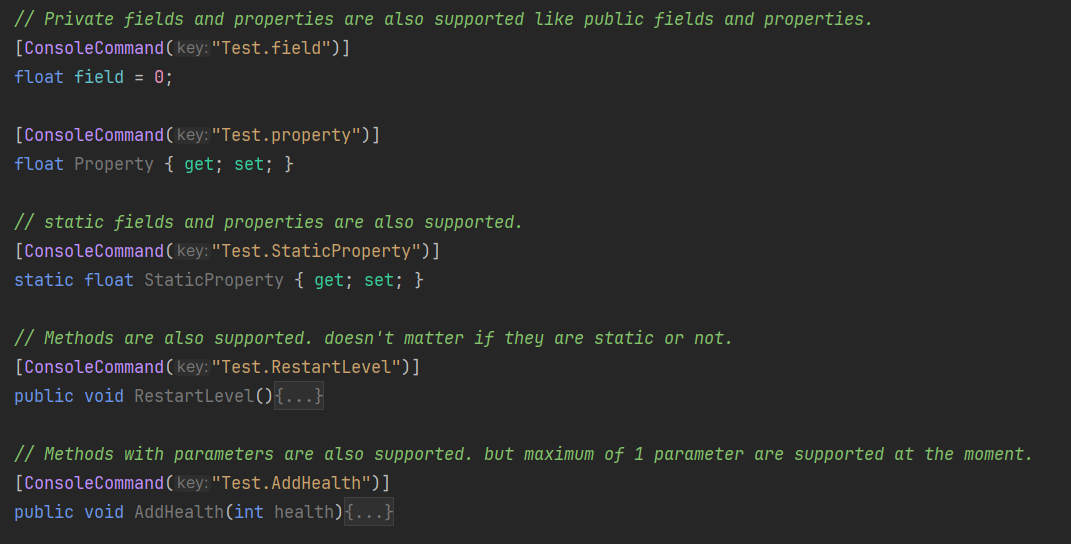 // Private fields and properties are also supported like public fields and properties.
[ConsoleCommand(key:"Test.field")]
float field = 0;
[ConsoleCommand(key:"Test.property")]
float Property { get; set; }
// static fields and properties are also supported.
[ConsoleCommand(key:"Test.StaticProperty")]
static float StaticProperty { get; set; }
// Methods are also supported. doesn't matter if they are static or not.
[ConsoleCommand(key:"Test.RestartLevel")]
public void RestartLevel(){...}
// Methods with parameters are also supported. but maximum of 1 parameter are supported at the moment.
[ConsoleCommand(key:"Test.AddHealth")]
public void AddHealth(int health){...}